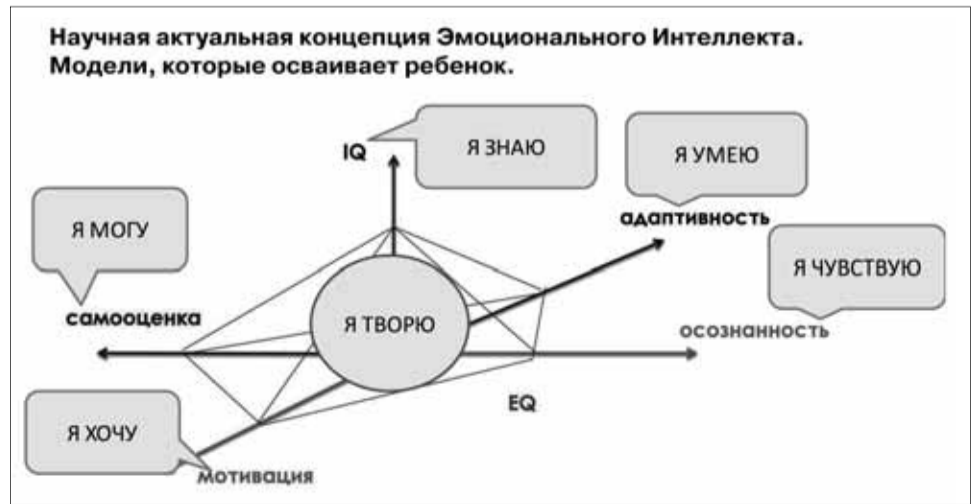 Научная актуальная концепция Эмоционального Интеллекта.
Модели, которые осваивает ребенок.
IQ
Я ЗНАЮ
Я УМЕЮ
адаптивность
Я МОГУ
самооценка
Я ЧУВСТВУЮ
осознанность
Я ТВОРЮ
EQ
Я ХОЧУ
мотивация